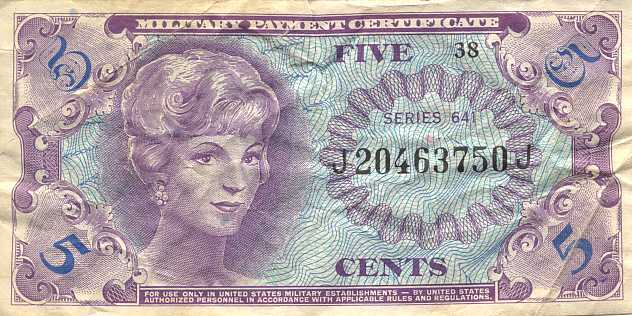 MILITARY PAYMENT CERTIFICATE
5 5
FIVE 38
SERIES 641
J20463750J
5 5
CENTS
FOR USE ONLY IN UNITED STATES MILITARY ESTABLISHMENTS — BY UNITED STATES
AUTHORIZED PERSONNEL IN ACCORDANCE WITH APPLICABLE RULES AND REGULATIONS.